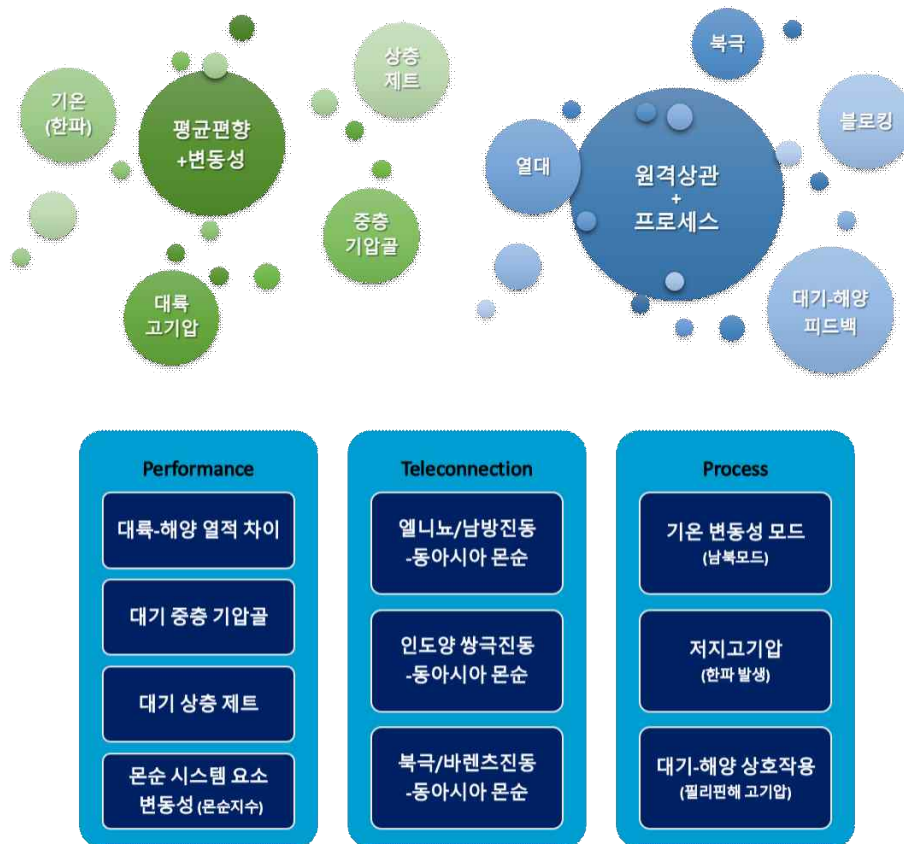 기온
(한파)
평균편향
+변동성
상층
제트
중층
기압골
대륙
고기압
북극
열대
원격상관
+
프로세스
블로킹
대기-해양
피드백
Performance
대륙-해양 열적 차이
대기 중층 기압골
대기 상층 제트
몬순 시스템 요소
변동성 (몬순지수)
Teleconnection
엘니뇨/남방진동
-동아시아 몬순
인도양 쌍극진동
-동아시아 몬순
북극/바렌츠진동
-동아시아 몬순
Process
기온 변동성 모드
(남북모드)
저지고기압
(한파 발생)
대기-해양 상호작용
(필리핀해 고기압)